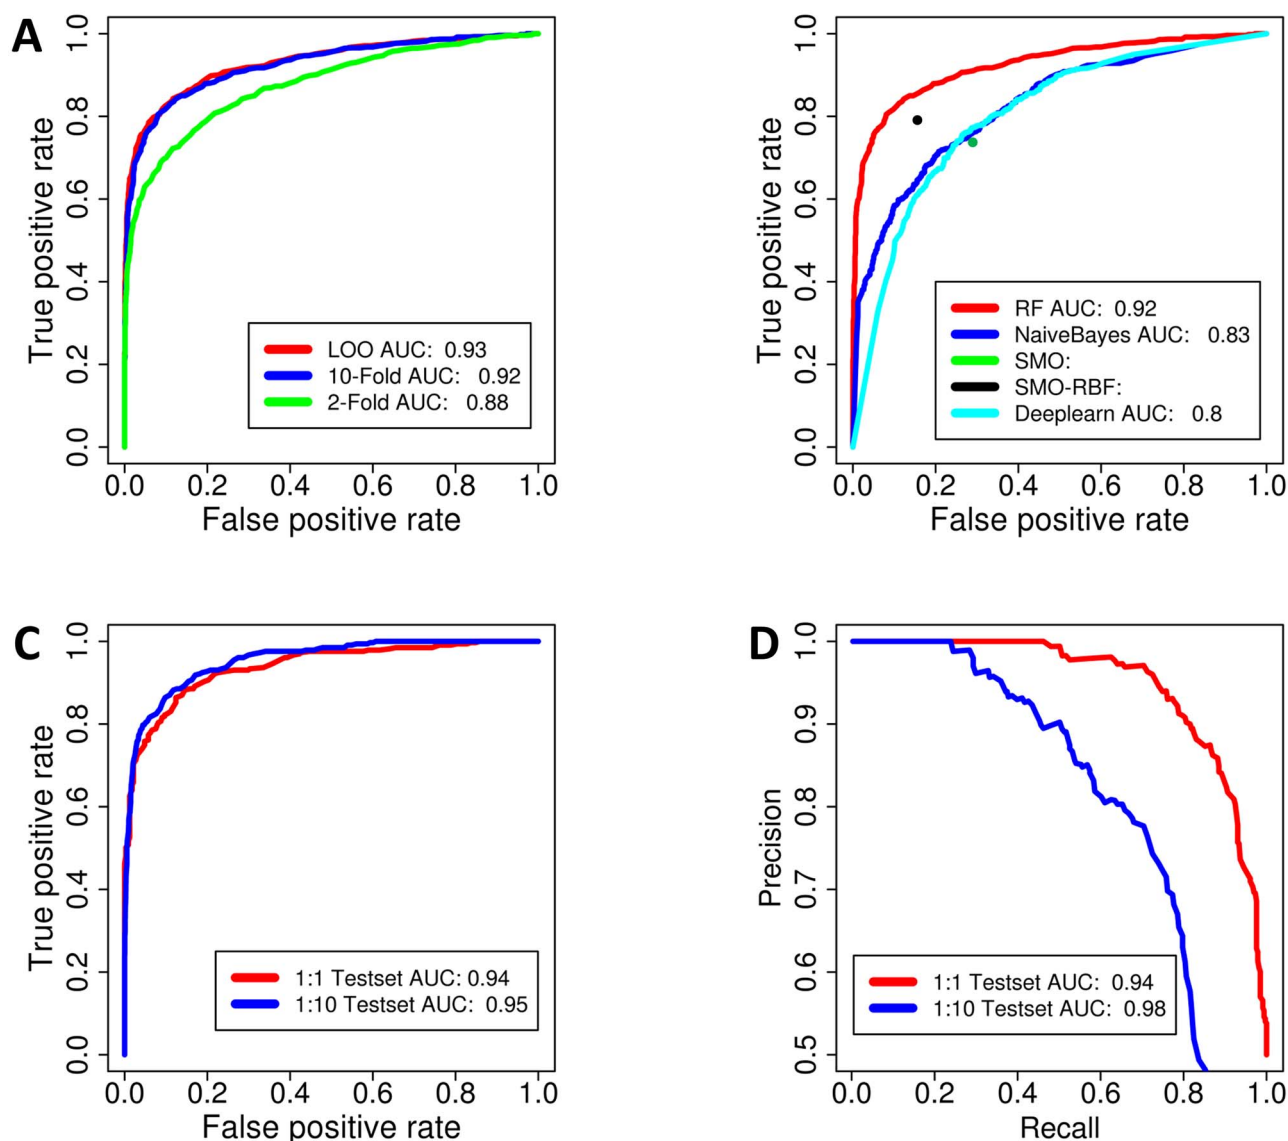 A
True positive rate
0.0 0.2 0.4 0.6 0.8 1.0
LOO AUC: 0.93
10-Fold AUC: 0.92
2-Fold AUC: 0.88
0.0 0.2 0.4 0.6 0.8 1.0
False positive rate
True positive rate
0.0 0.2 0.4 0.6 0.8 1.0
RF AUC: 0.92
NaiveBayes AUC: 0.83
SMO:
SMO-RBF:
Deeplearn AUC: 0.8
0.0 0.2 0.4 0.6 0.8 1.0
False positive rate
C
True positive rate
0.0 0.2 0.4 0.6 0.8 1.0
1:1 Testset AUC: 0.94
1:10 Testset AUC: 0.95
0.0 0.2 0.4 0.6 0.8 1.0
False positive rate
D
Precision
0.5 0.6 0.7 0.8 0.9 1.0
1:1 Testset AUC: 0.94
1:10 Testset AUC: 0.98
0.0 0.2 0.4 0.6 0.8 1.0
Recall